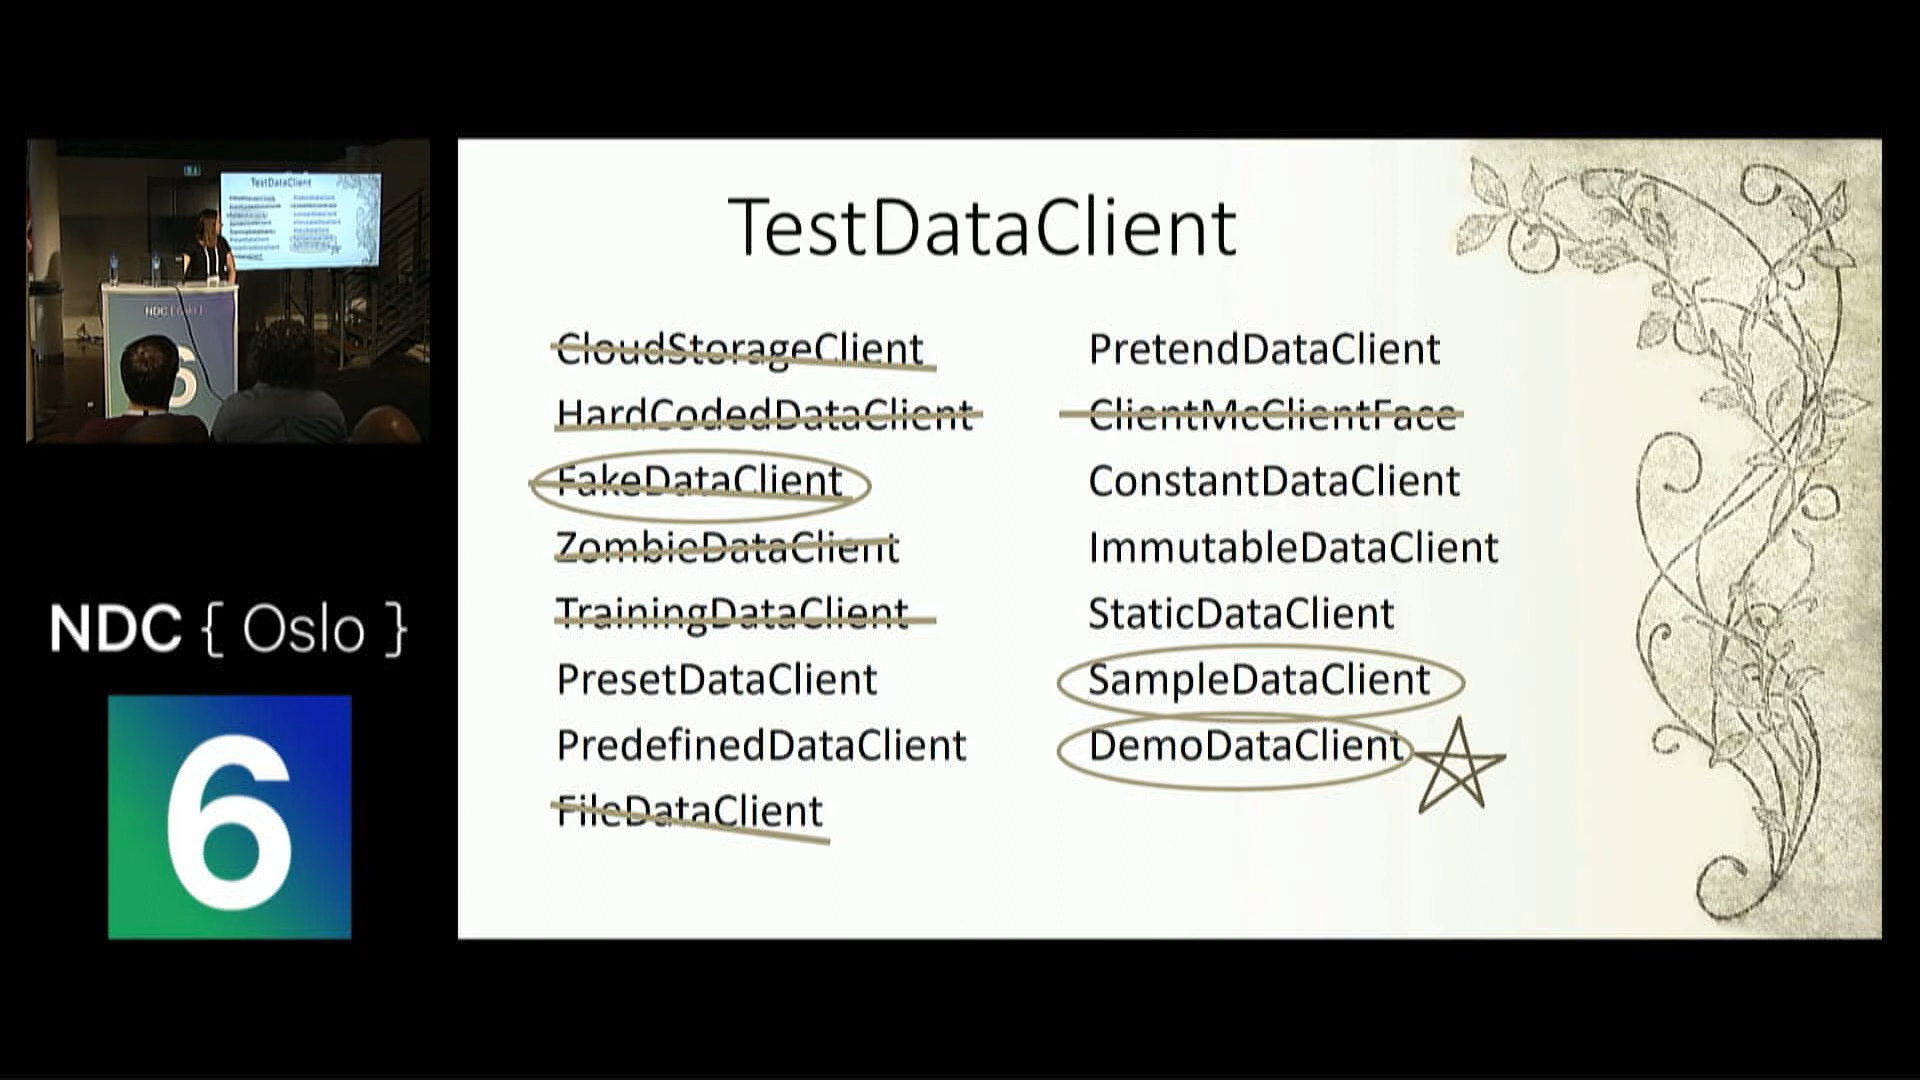 TestDataClient
CloudStorageClient
HardCodedDataClient
FakeDataClient
ZombieDataClient
TrainingDataClient
PresetDataClient
PredefinedDataClient
FileDataClient
PretendDataClient
ClientMcClientFace
ConstantDataClient
ImmutableDataClient
StaticDataClient
SampleDataClient
DemoDataClient
TestDataClient
NDC { Oslo }
6